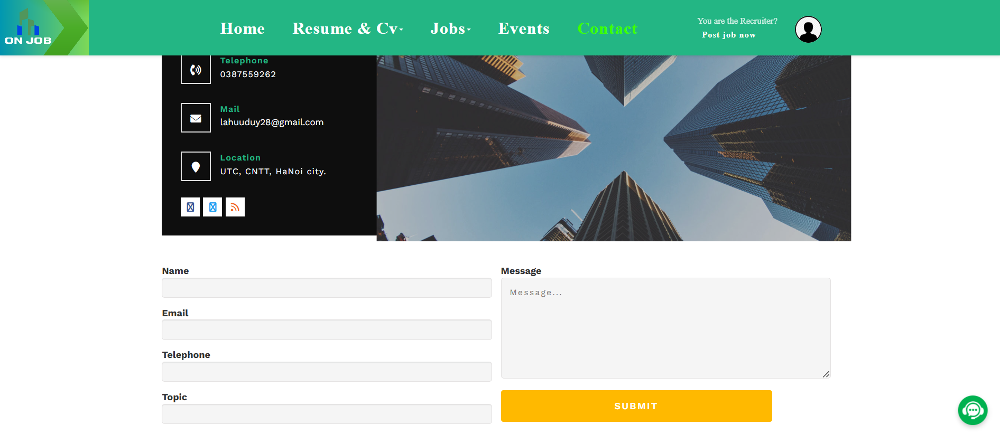 ON JOB
Home
Resume & Cv
Jobs
Events
Contact
You are the Recruiter?
Post job now
Telephone
0387559262
Mail
lahuuduy28@gmail.com
Location
UTC, CNTT, HaNoi city.
Name
Email
Telephone
Topic
Message
Message...
SUBMIT